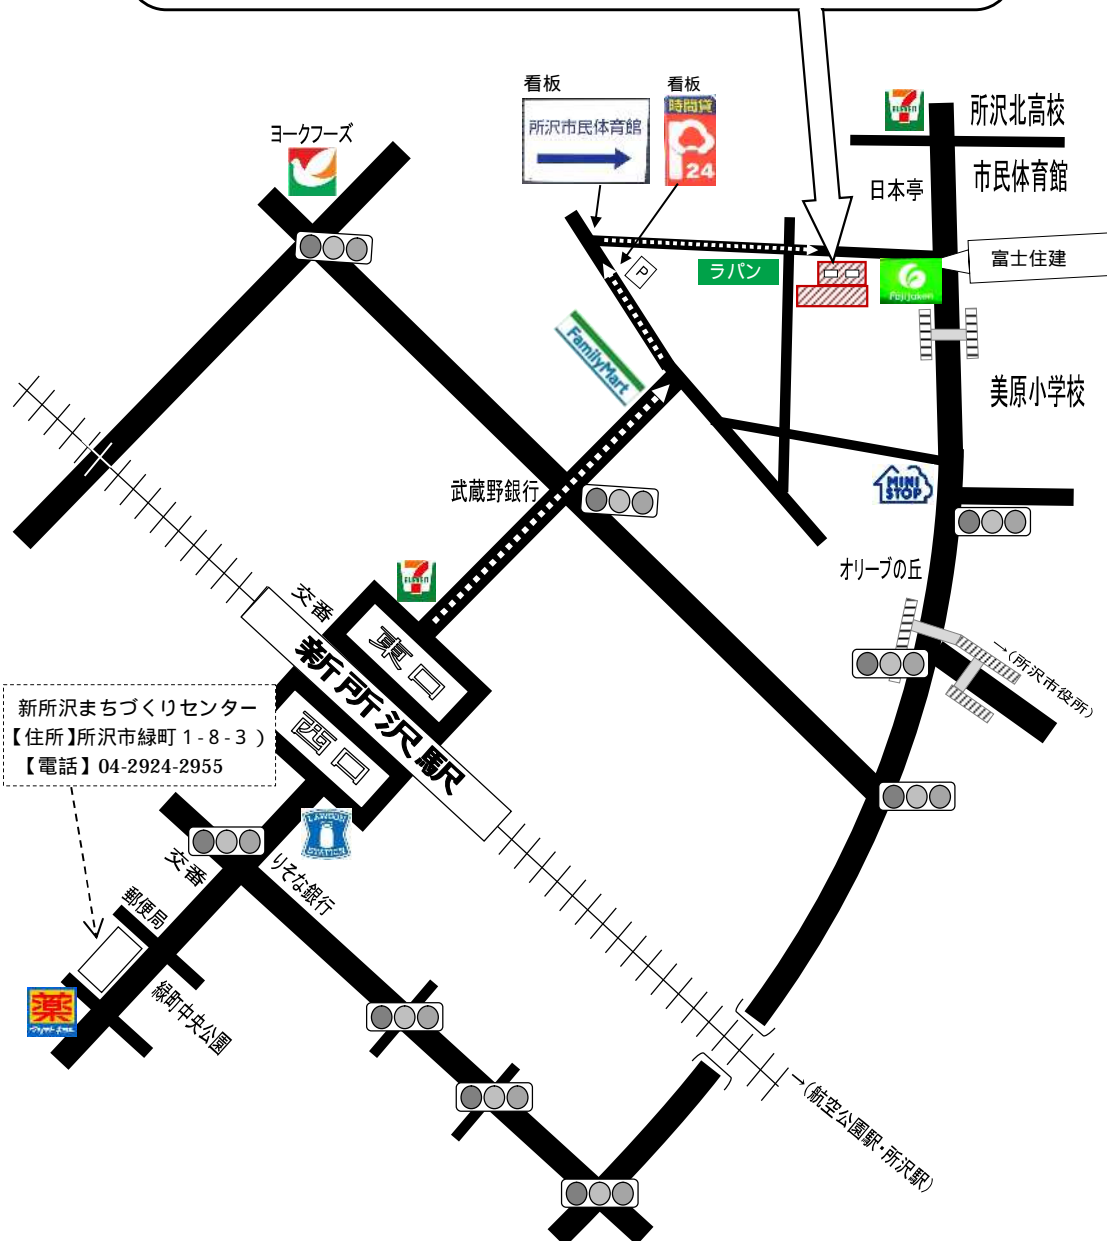 看板
看板
所沢市民体育館
時間貸
P
24
ヨークフーズ
ELEVEN
所沢北高校
市民体育館
日本亭
富士住建
Fujijuken
ラパン
P
FamilyMart
美原小学校
MINI
STOP
武蔵野銀行
オリーブの丘
7
ELEVEN
交番
東口
新所沢駅
西口
→(所沢市役所)
新所沢まちづくりセンター
【住所】所沢市緑町1-8-3)
【電話】04-2924-2955
LAWSON
STATION
交番
りそな銀行
郵便局
緑町中央公園
薬
→(航空公園駅・所沢駅)